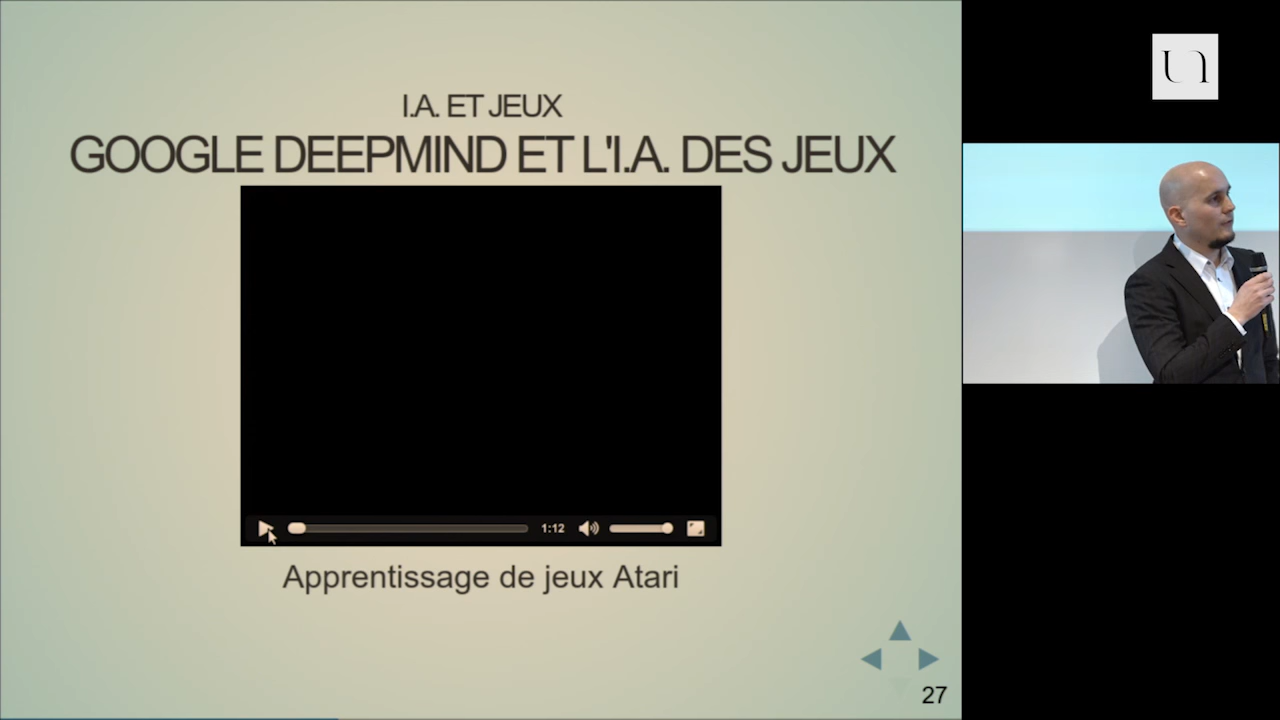 I.A. ET JEUX
GOOGLE DEEPMIND ET L'I.A. DES JEUX
1:12
Apprentissage de jeux Atari
27